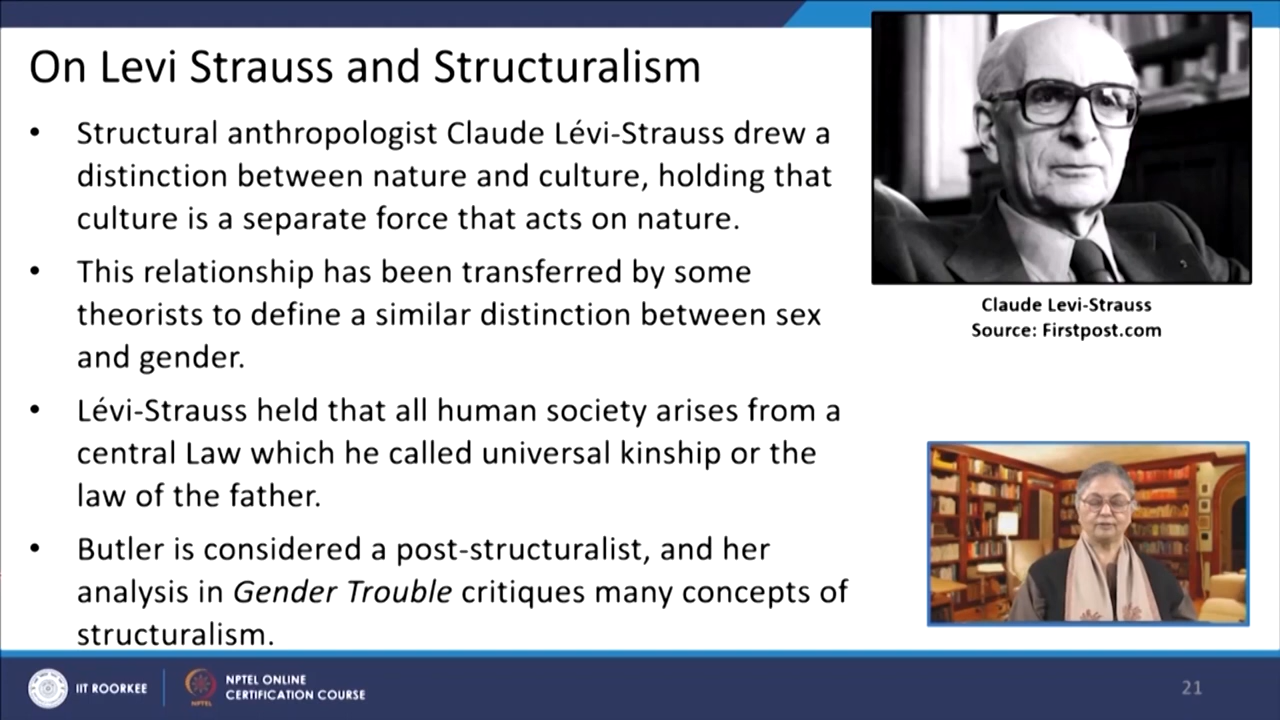 On Levi Strauss and Structuralism
• Structural anthropologist Claude Lévi-Strauss drew a
distinction between nature and culture, holding that
culture is a separate force that acts on nature.
• This relationship has been transferred by some
theorists to define a similar distinction between sex
and gender.
• Lévi-Strauss held that all human society arises from a
central Law which he called universal kinship or the
law of the father.
• Butler is considered a post-structuralist, and her
analysis in Gender Trouble critiques many concepts of
structuralism.
Claude Levi-Strauss
Source: Firstpost.com
IIT ROORKEE
NPTEL
NPTEL ONLINE
CERTIFICATION COURSE
21